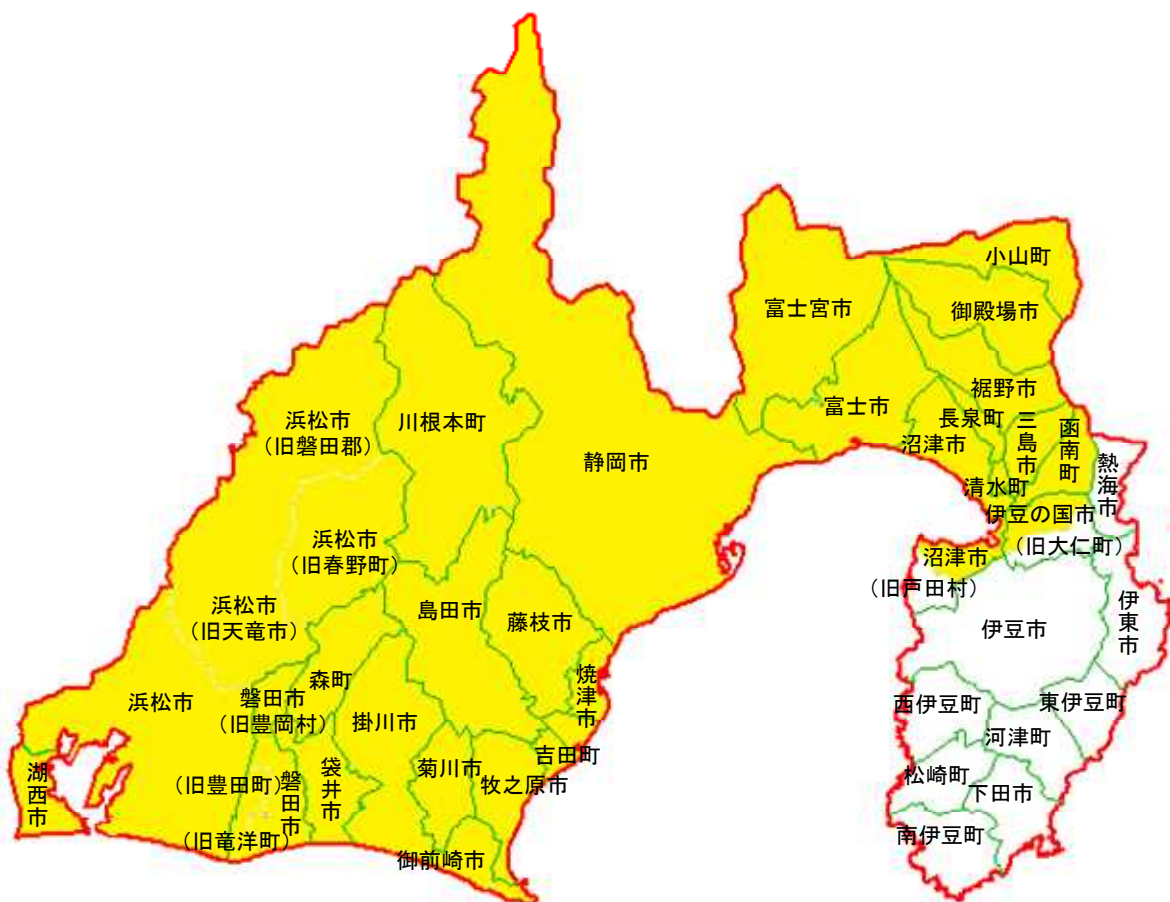 小山町
富士宮市
御殿場市
裾野市
富士市
長泉町
三島市
函南町
沼津市
熱海市
清水町
伊豆の国市
(旧大仁町)
沼津市
(旧戸田村)
伊豆市
伊東市
西伊豆町
東伊豆町
河津町
松崎町
下田市
南伊豆町
静岡市
川根本町
浜松市
(旧磐田郡)
浜松市
(旧春野町)
浜松市
(旧天竜市)
浜松市
島田市
藤枝市
焼津市
森町
磐田市
(旧豊岡村)
掛川市
吉田町
菊川市
牧之原市
湖西市
(旧豊田町)
磐田市
袋井市
(旧竜洋町)
御前崎市